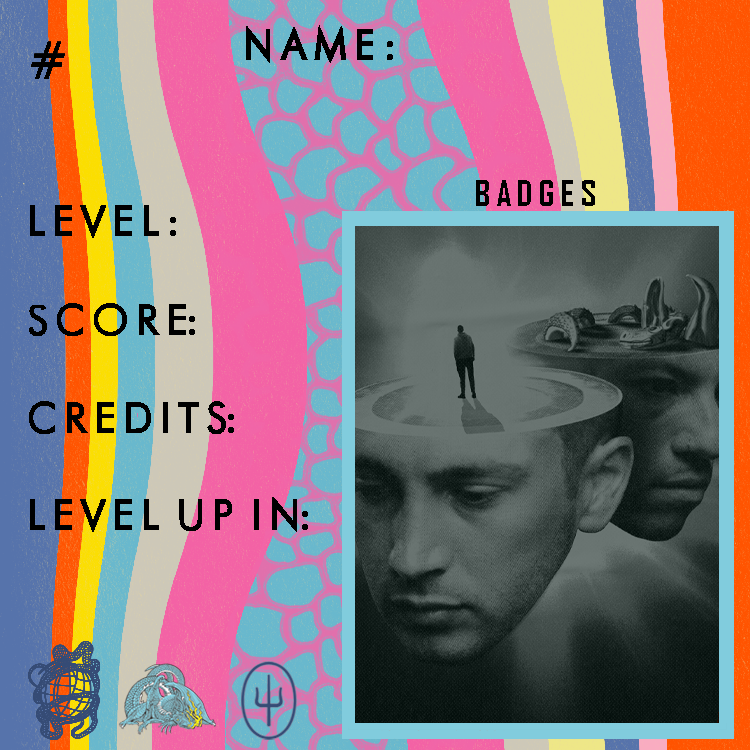 #
NAME:
BADGES
LEVEL:
SCORE:
CREDITS:
LEVEL UP IN: